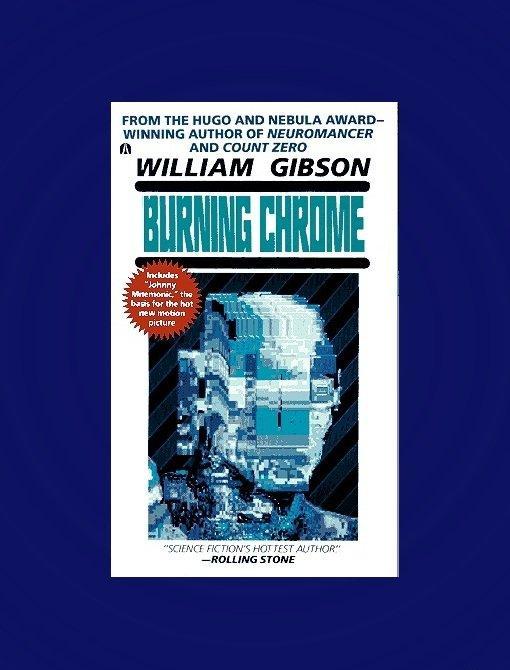 FROM THE HUGO AND NEBULA AWARD–
WINNING AUTHOR OF NEUROMANCER
AND COUNT ZERO
WILLIAM GIBSON
BURNING CHROME
Includes
"Johnny
Mnemonic," the
basis for the hot
new motion
picture
"SCIENCE FICTION'S HOTTEST AUTHOR."
—ROLLING STONE